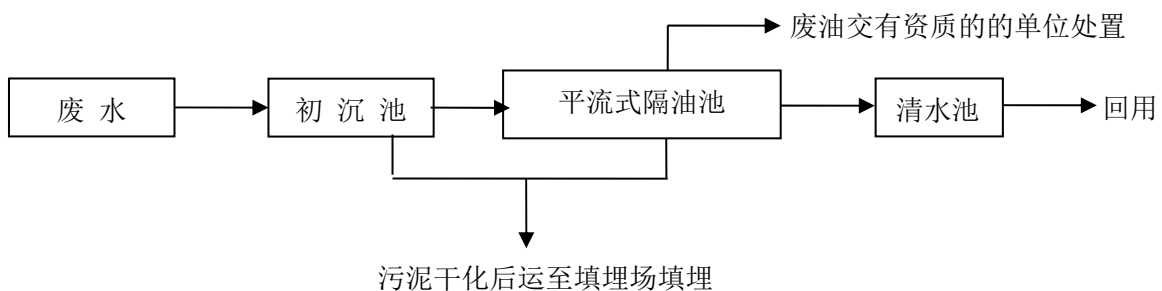 废油交有资质的的单位处置
废 水
初 沉 池
平流式隔油池
清水池
回用
污泥干化后运至填埋场填埋